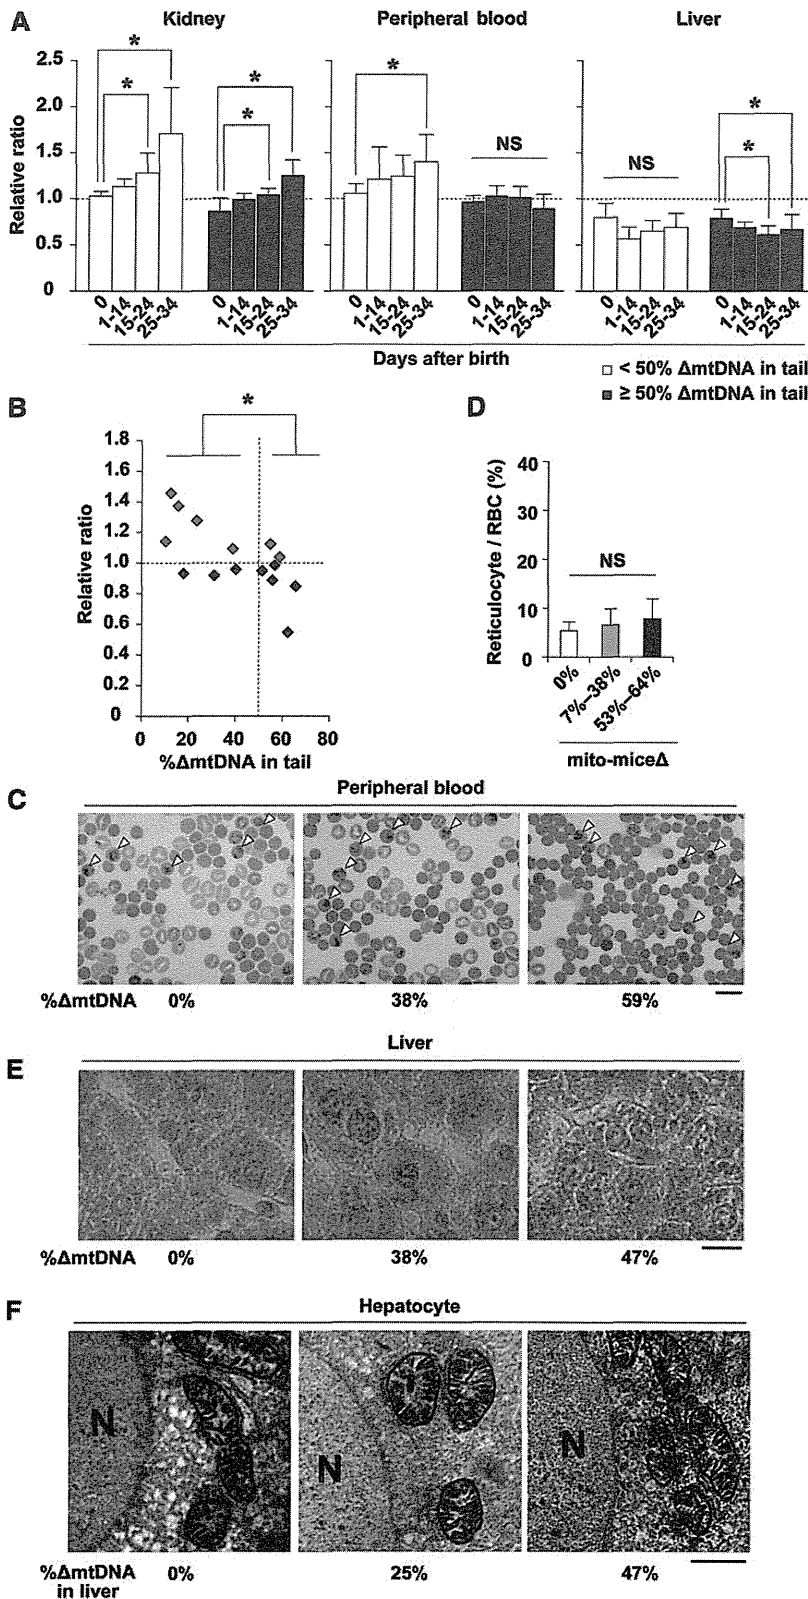 A
Kidney
Peripheral blood
Liver
Relative ratio
2.5
2.0
1.5
1.0
0.5
0
*
*
*
*
*
NS
NS
*
*
0
1-14
15-24
25-34
0
1-14
15-24
25-34
0
1-14
15-24
25-34
0
1-14
15-24
25-34
0
1-14
15-24
25-34
0
1-14
15-24
25-34
Days after birth
< 50% ΔmtDNA in tail
≥ 50% ΔmtDNA in tail
B
*
Relative ratio
1.8
1.6
1.4
1.2
1.0
0.8
0.6
0.4
0.2
0
0
20
40
60
80
%ΔmtDNA in tail
D
Reticulocyte / RBC (%)
40
30
20
10
0
NS
0%
7%–38%
53%–64%
mito-miceΔ
C
Peripheral blood
%ΔmtDNA
0%
38%
59%
E
Liver
%ΔmtDNA
0%
38%
47%
F
Hepatocyte
N
N
N
%ΔmtDNA
in liver
0%
25%
47%